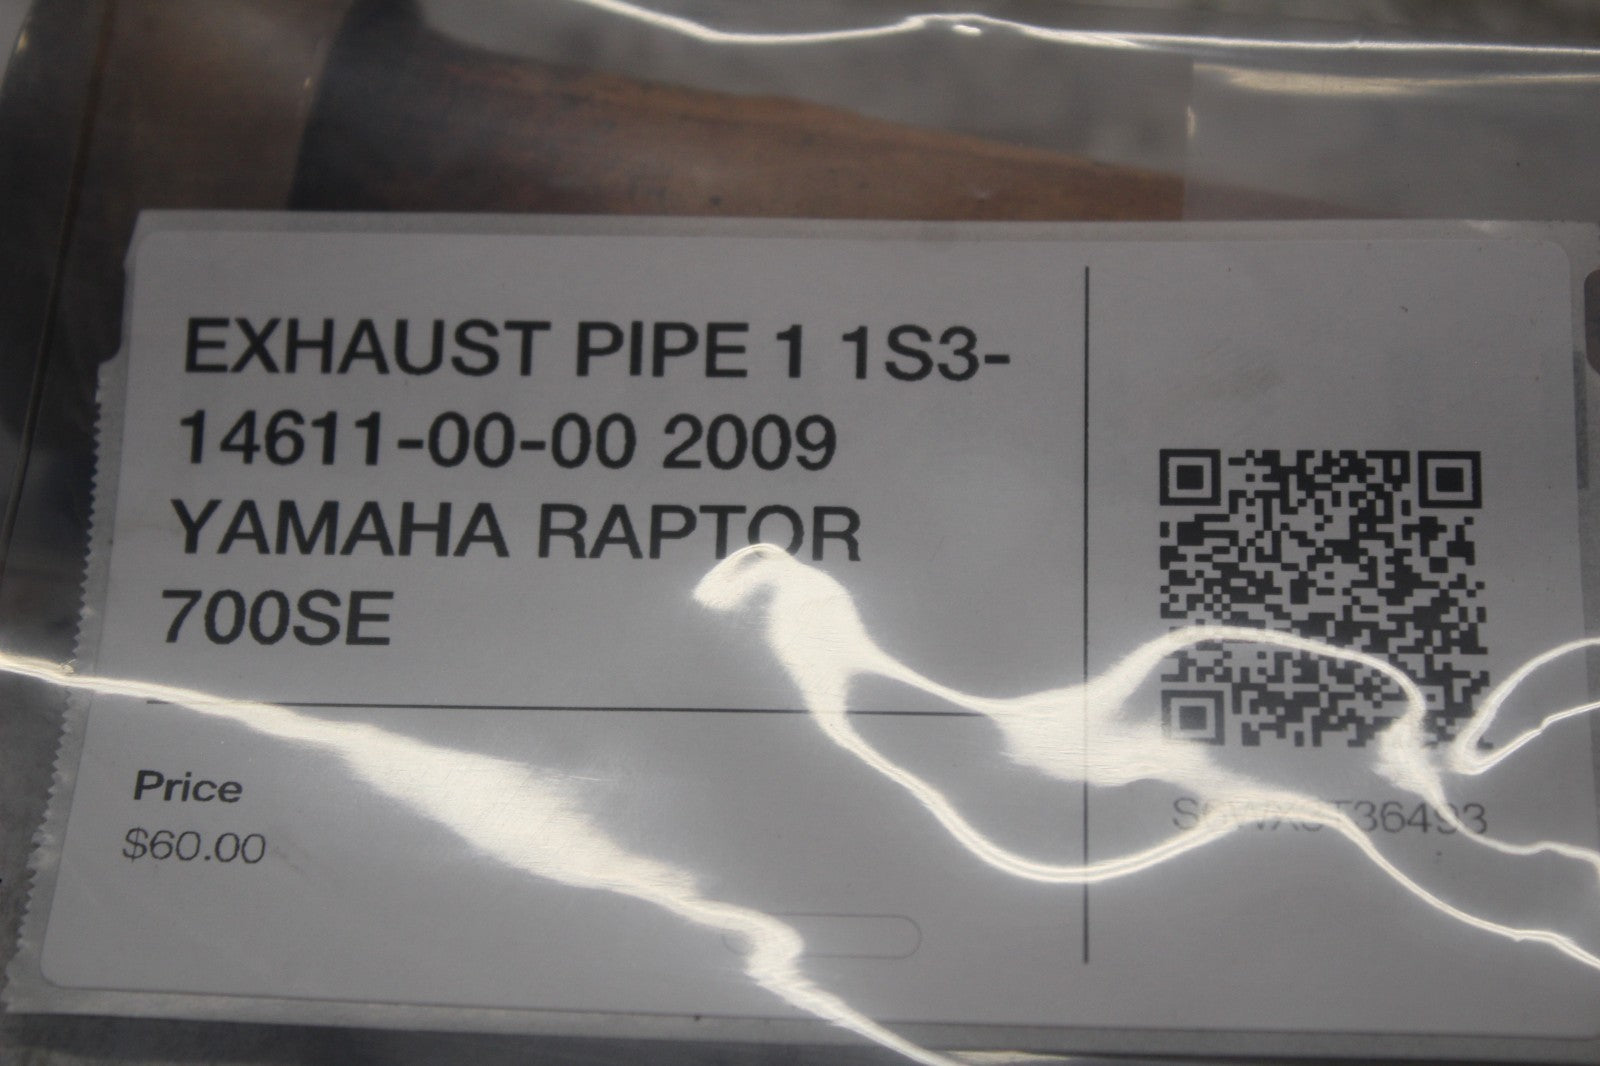 EXHAUST PIPE 1 1S3-
14611-00-00 2009
YAMAHA RAPTOR
700SE
Price
$60.00